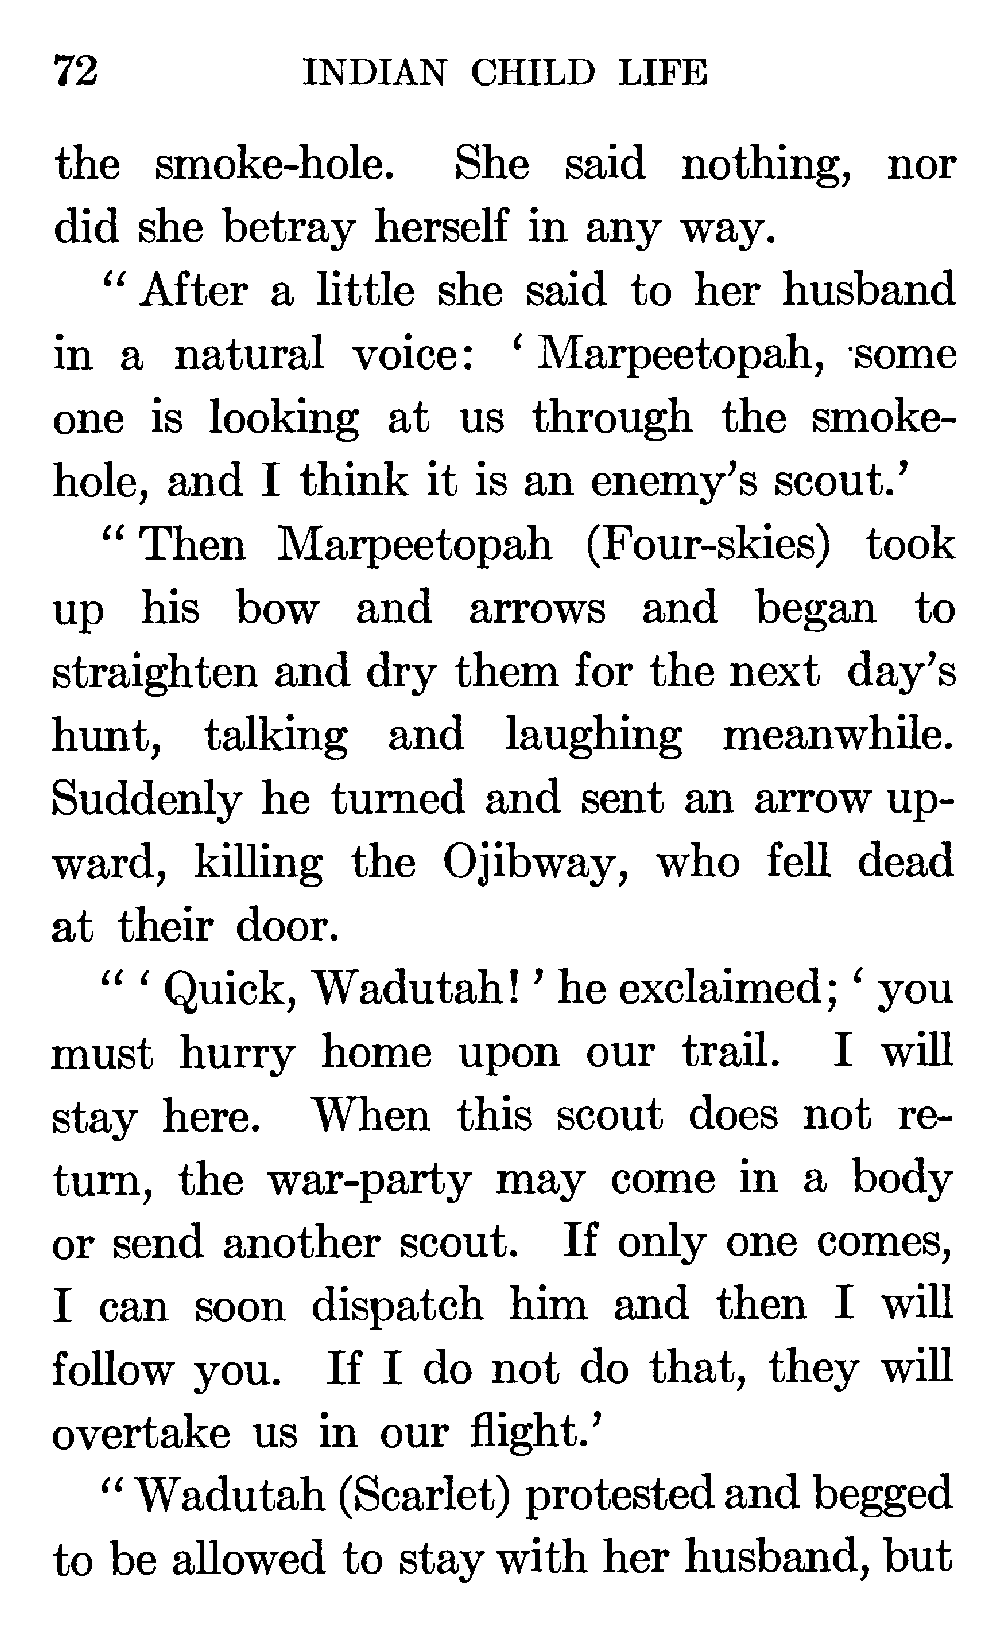 72 INDIAN CHILD LIFE
the smoke-hole. She said nothing, nor
did she betray herself in any way.
“ After a little she said to her husband
in a natural voice: ‘ Marpeetopah, some
one is looking at us through the smoke-
hole, and I think it is an enemy’s scout.’
“ Then Marpeetopah (Four-skies) took
up his bow and arrows and began to
straighten and dry them for the next day’s
hunt, talking and laughing meanwhile.
Suddenly he turned and sent an arrow up-
ward, killing the Ojibway, who fell dead
at their door.
“ ‘ Quick, Wadutah! ’ he exclaimed; ‘ you
must hurry home upon our trail. I will
stay here. When this scout does not re-
turn, the war-party may come in a body
or send another scout. If only one comes,
I can soon dispatch him and then I will
follow you. If I do not do that, they will
overtake us in our flight.’
“ Wadutah (Scarlet) protested and begged
to be allowed to stay with her husband, but